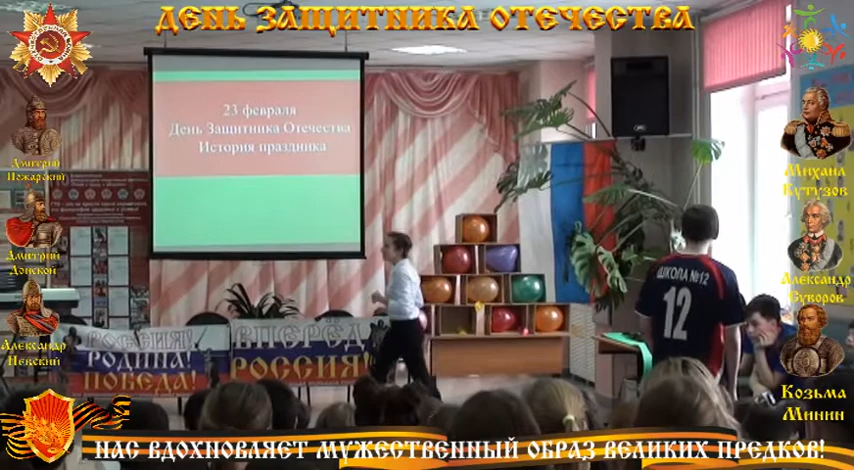 ДЕНЬ ЗАЩИТНИКА ОТЕЧЕСТВА
23 февраля
День Защитника Отечества
История праздника
Дмитрий
Пожарский
Дмитрий
Донской
Александр
Невский
Михаил
Кутузов
Александр
Суворов
Козьма
Минин
ШКОЛА №12
12
РОССИЯ!
РОДИНА!
ПОБЕДА!
ВПЕРЁД
РОССИЯ!
НАС ВДОХНОВЛЯЕТ МУЖЕСТВЕННЫЙ ОБРАЗ ВЕЛИКИХ ПРЕДКОВ!